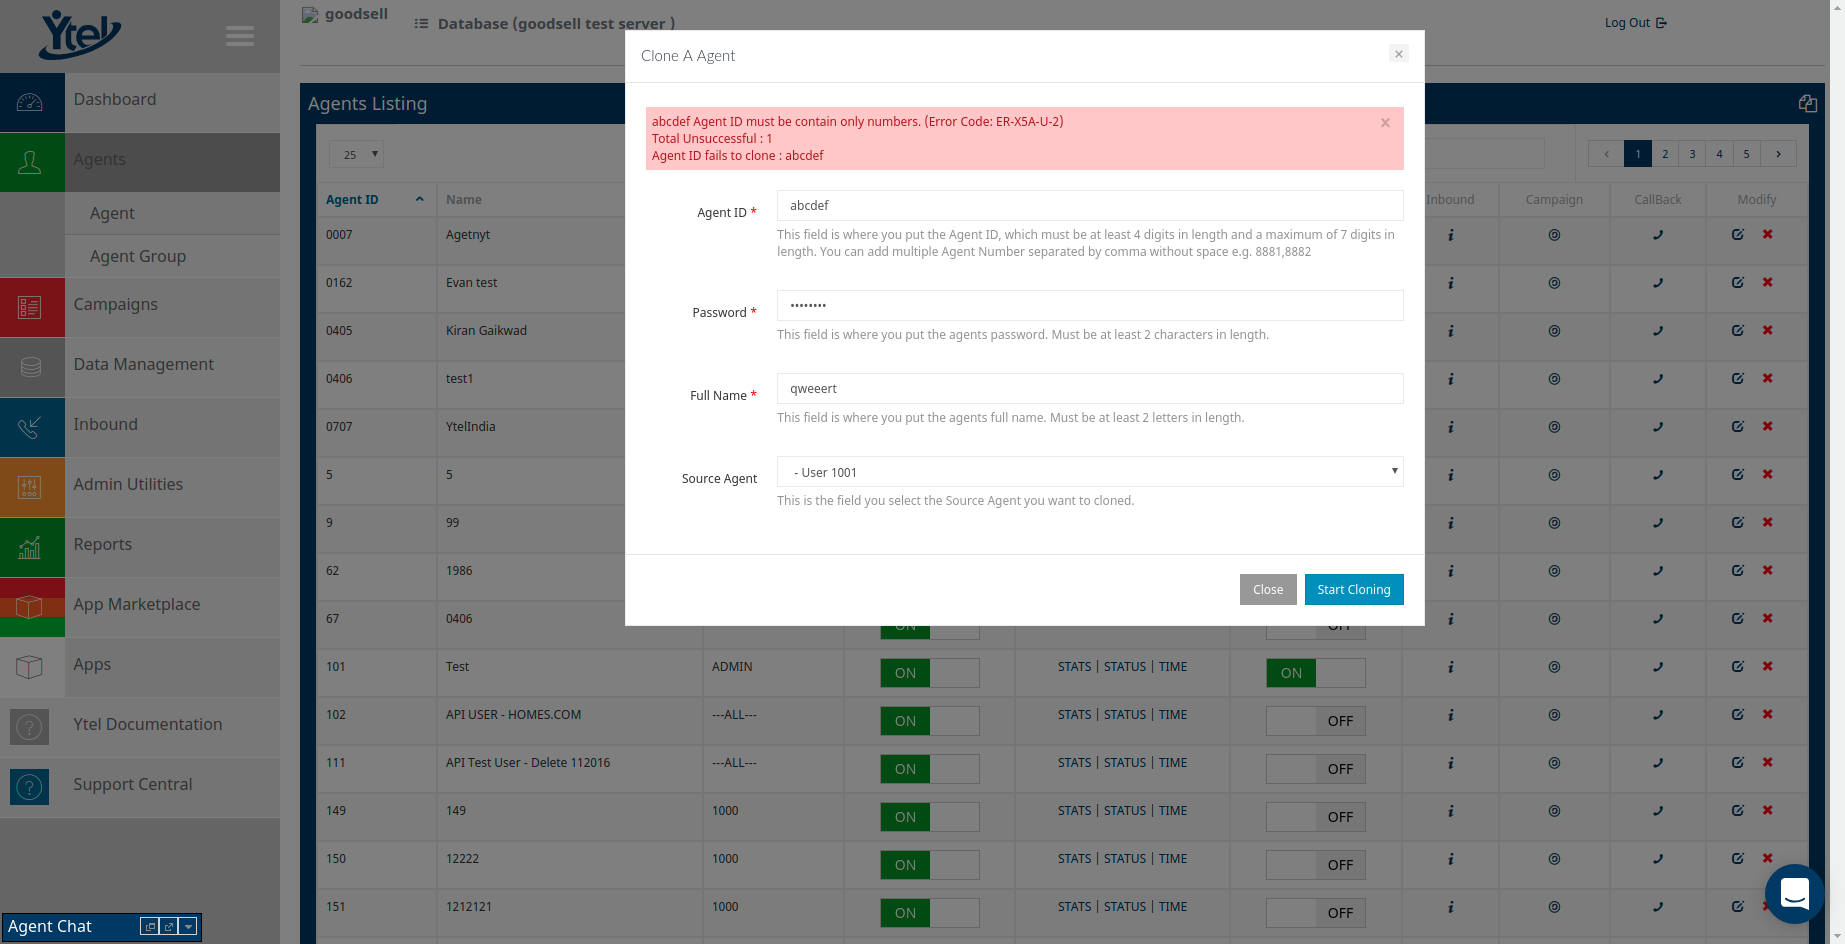 Ytel
goodsell
Database (goodsell test server )
Log Out
Dashboard
Agents
Agent
Agent Group
Campaigns
Data Management
Inbound
Admin Utilities
Reports
App Marketplace
Apps
Ytel Documentation
Support Central
Agent Chat
Clone A Agent
×
abcdef Agent ID must be contain only numbers. (Error Code: ER-X5A-U-2)
Total Unsuccessful : 1
Agent ID fails to clone : abcdef
×
Agent ID *
abcdef
This field is where you put the Agent ID, which must be at least 4 digits in length and a maximum of 7 digits in
length. You can add multiple Agent Number separated by comma without space e.g. 8881,8882
Password *
••••••••
This field is where you put the agents password. Must be at least 2 characters in length.
Full Name *
qweeert
This field is where you put the agents full name. Must be at least 2 letters in length.
Source Agent
- User 1001
This is the field you select the Source Agent you want to cloned.
Close
Start Cloning
Agents Listing
25
‹ 1 2 3 4 5 ›
Agent ID Name Inbound Campaign CallBack Modify
0007 Agetnyt
0162 Evan test
0405 Kiran Gaikwad
0406 test1
0707 YtelIndia
5 5
9 99
62 1986
67 0406 ON OFF
101 Test ADMIN ON STATS | STATUS | TIME ON
102 API USER - HOMES.COM ---ALL--- ON STATS | STATUS | TIME OFF
111 API Test User - Delete 112016 ---ALL--- ON STATS | STATUS | TIME OFF
149 149 1000 ON STATS | STATUS | TIME OFF
150 12222 1000 ON STATS | STATUS | TIME OFF
151 1212121 1000 ON STATS | STATUS | TIME OFF